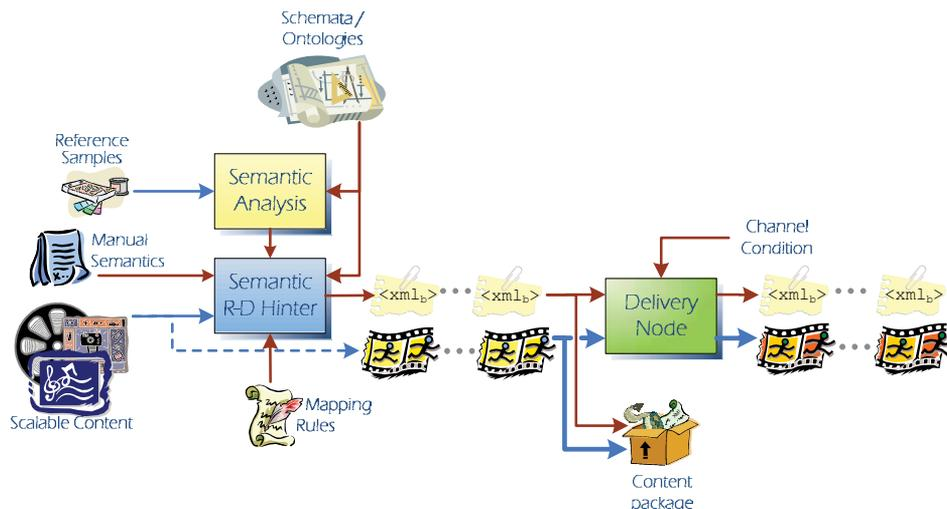 Schemata/
Ontologies
Reference
Samples
Semantic
Analysis
Manual
Semantics
Channel
Condition
Semantic
R-D Hinter
<xml_b>
<xml_b>
Delivery
Node
<xml_b>
<xml_b>
Mapping
Rules
Scalable Content
Content
package